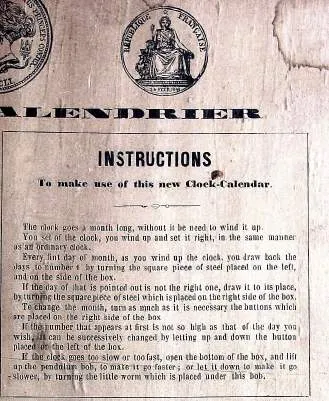 RÉPUBLIQUE FRANÇAISE
24 FEVR. 1848
ALENDRIER
INSTRUCTIONS
To make use of this new Clock-Calendar.
The clock goes a month long, without it be need to wind it up.
You set of the clock, you wind up and set it right, in the same manner
as an ordinary clock.
Every fint day of month, as you wind up the clock, you draw back the
days to number 1 by turning the square piece of steel placed on the left,
and on the side of the box.
If the day of that is pointed out is not the right one, draw it to its place,
by turning the square piece of steel which is placed on the right side of the box.
To change the month, turn as much as it is necessary the buttons which
are placed on the right side of the box
If the number that appears at first is not so high as that of the day you
wish, it can be successively changed by letting up and down the button
placed of the left of the box.
If the clock goes too slow or too fast, open the bottom of the box, and lift
up the pendulum bob, to make it go faster; or let it down to make it go
slower, by turning the little worm which is placed under this bob.